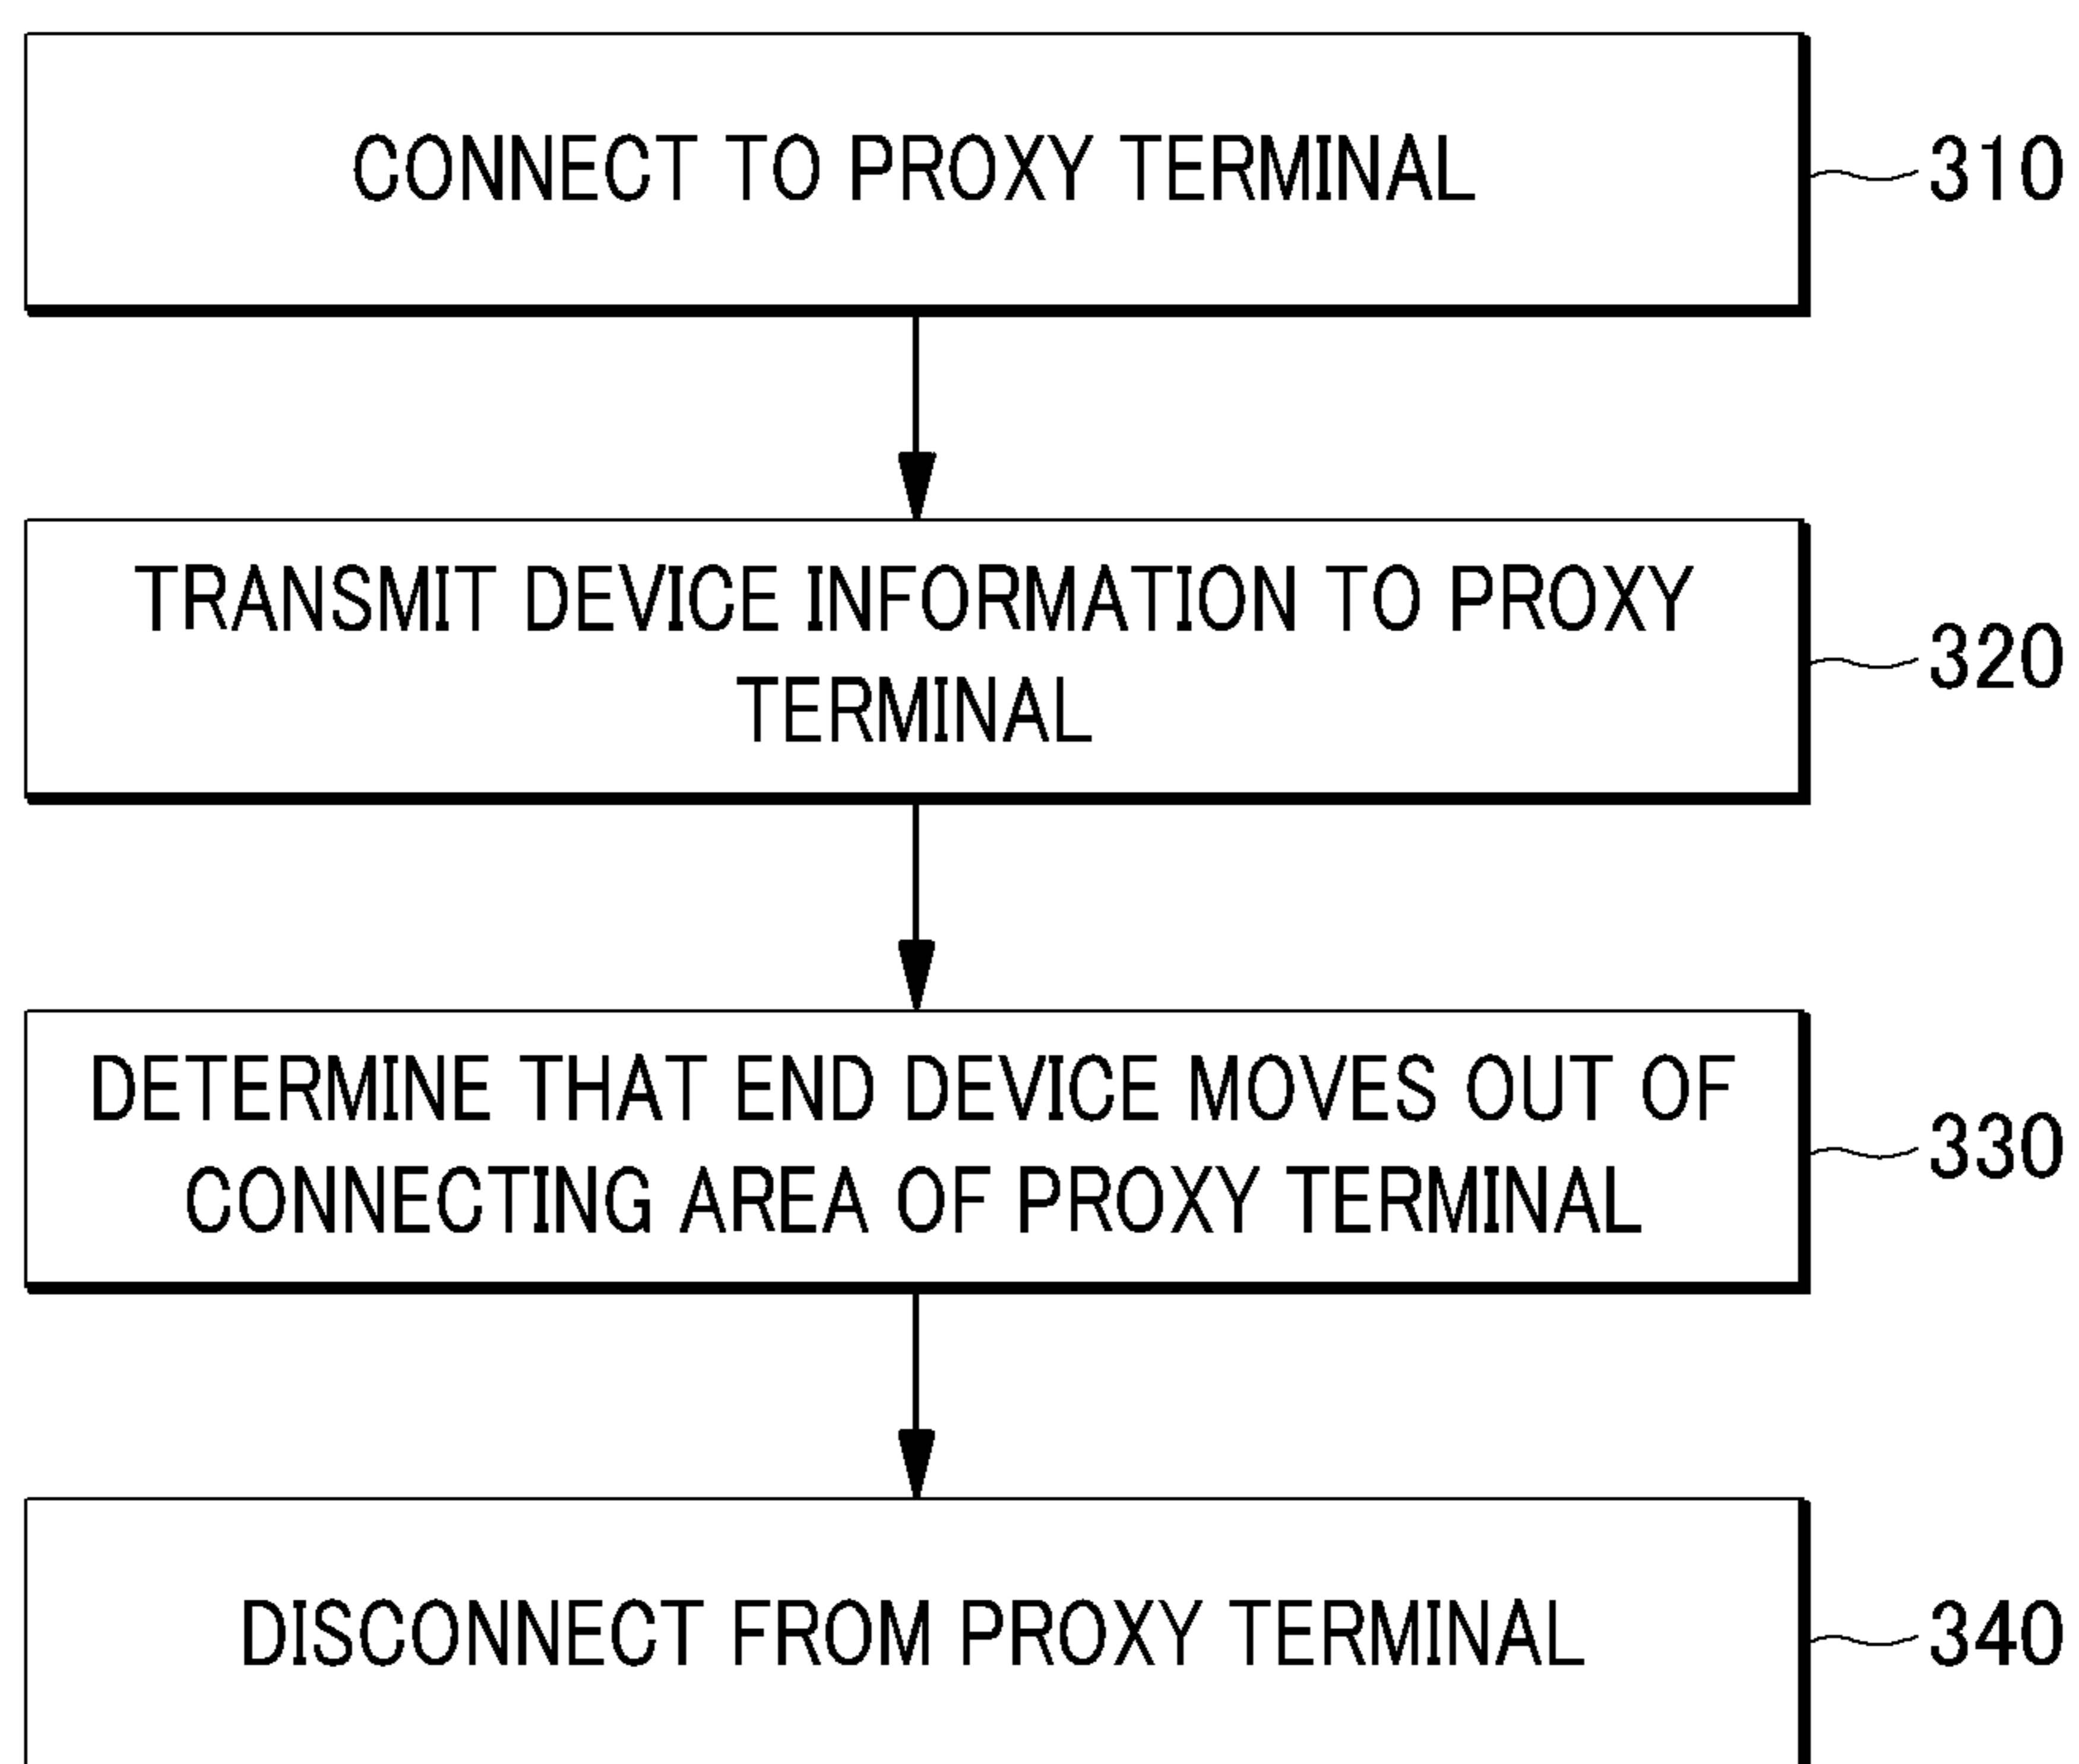 CONNECT TO PROXY TERMINAL
310
TRANSMIT DEVICE INFORMATION TO PROXY
TERMINAL
320
DETERMINE THAT END DEVICE MOVES OUT OF
CONNECTING AREA OF PROXY TERMINAL
330
DISCONNECT FROM PROXY TERMINAL
340